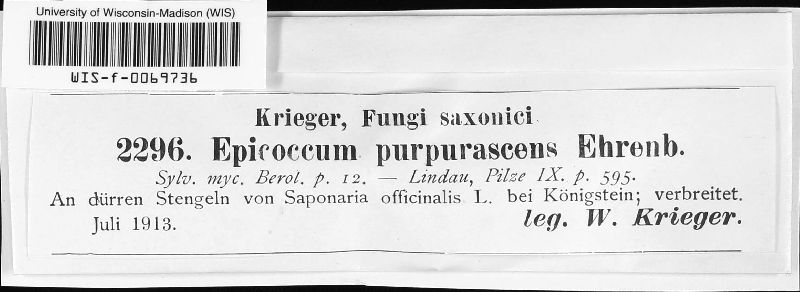 University of Wisconsin-Madison (WIS)
WIS-f-0069736
Krieger, Fungi saxonici
2296. Epicoccum purpurascens Ehrenb.
Sylv. myc. Berol. p. 12. — Lindau, Pilze IX. p. 595.
An dürren Stengeln von Saponaria officinalis L. bei Königstein; verbreitet.
Juli 1913. leg. W. Krieger.